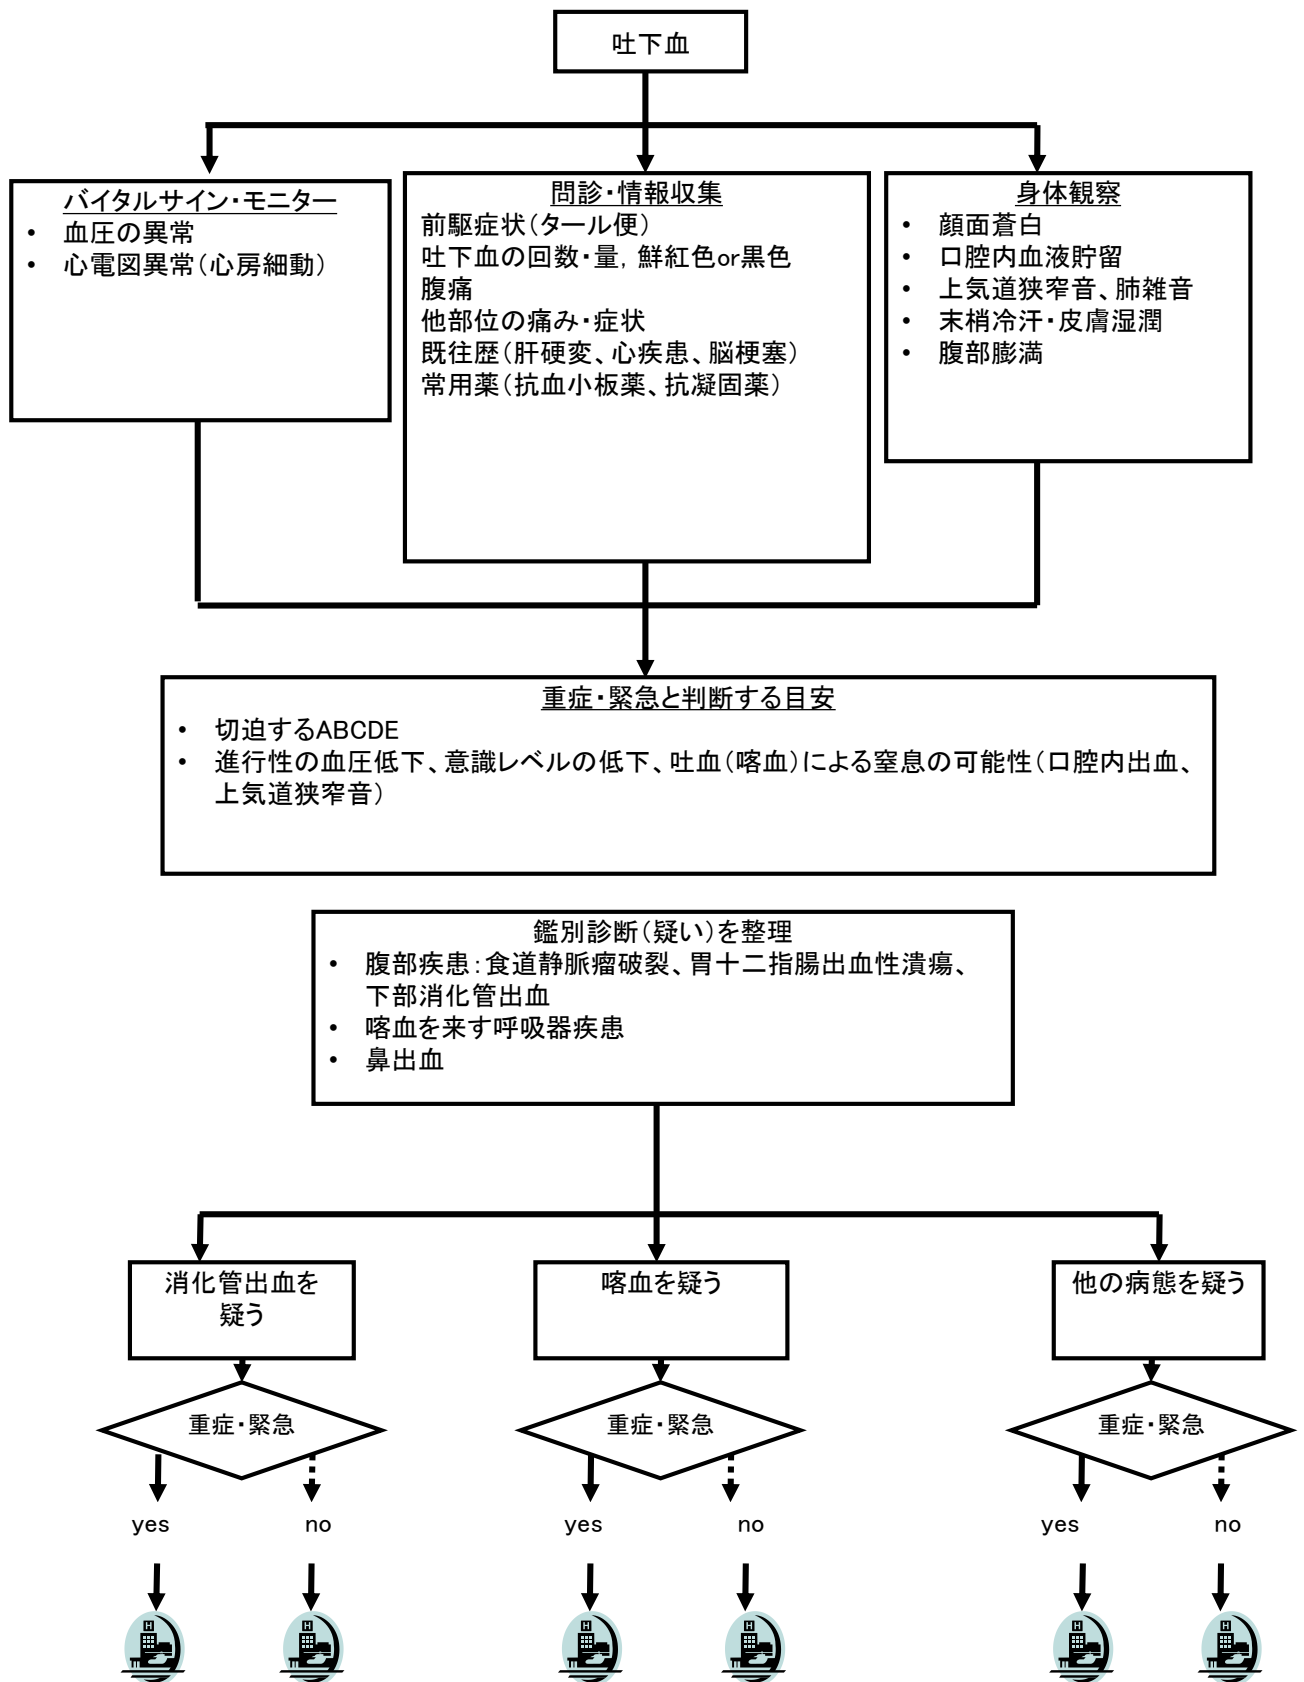 吐下血
バイタルサイン・モニター
• 血圧の異常
• 心電図異常(心房細動)
問診・情報収集
前駆症状(タール便)
吐下血の回数・量, 鮮紅色or黒色
腹痛
他部位の痛み・症状
既往歴(肝硬変、心疾患、脳梗塞)
常用薬(抗血小板薬、抗凝固薬)
身体観察
• 顔面蒼白
• 口腔内血液貯留
• 上気道狭窄音、肺雑音
• 末梢冷汗・皮膚湿潤
• 腹部膨満
重症・緊急と判断する目安
• 切迫するABCDE
• 進行性の血圧低下、意識レベルの低下、吐血(喀血)による窒息の可能性(口腔内出血、
上気道狭窄音)
鑑別診断(疑い)を整理
• 腹部疾患:食道静脈瘤破裂、胃十二指腸出血性潰瘍、
下部消化管出血
• 喀血を来す呼吸器疾患
• 鼻出血
消化管出血を
疑う
喀血を疑う
他の病態を疑う
重症・緊急
重症・緊急
重症・緊急
yes
no
yes
no
yes
no
H
H
H
H
H
H